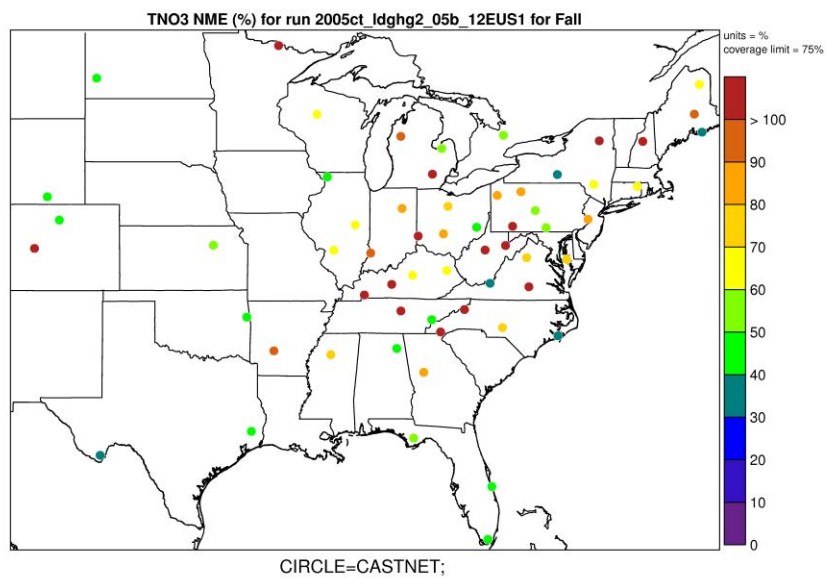 TNO3 NME (%) for run 2005ct_ldghg2_05b_12EUS1 for Fall
units = %
coverage limit = 75%
> 100
90
80
70
60
50
40
30
20
10
0
CIRCLE=CASTNET;